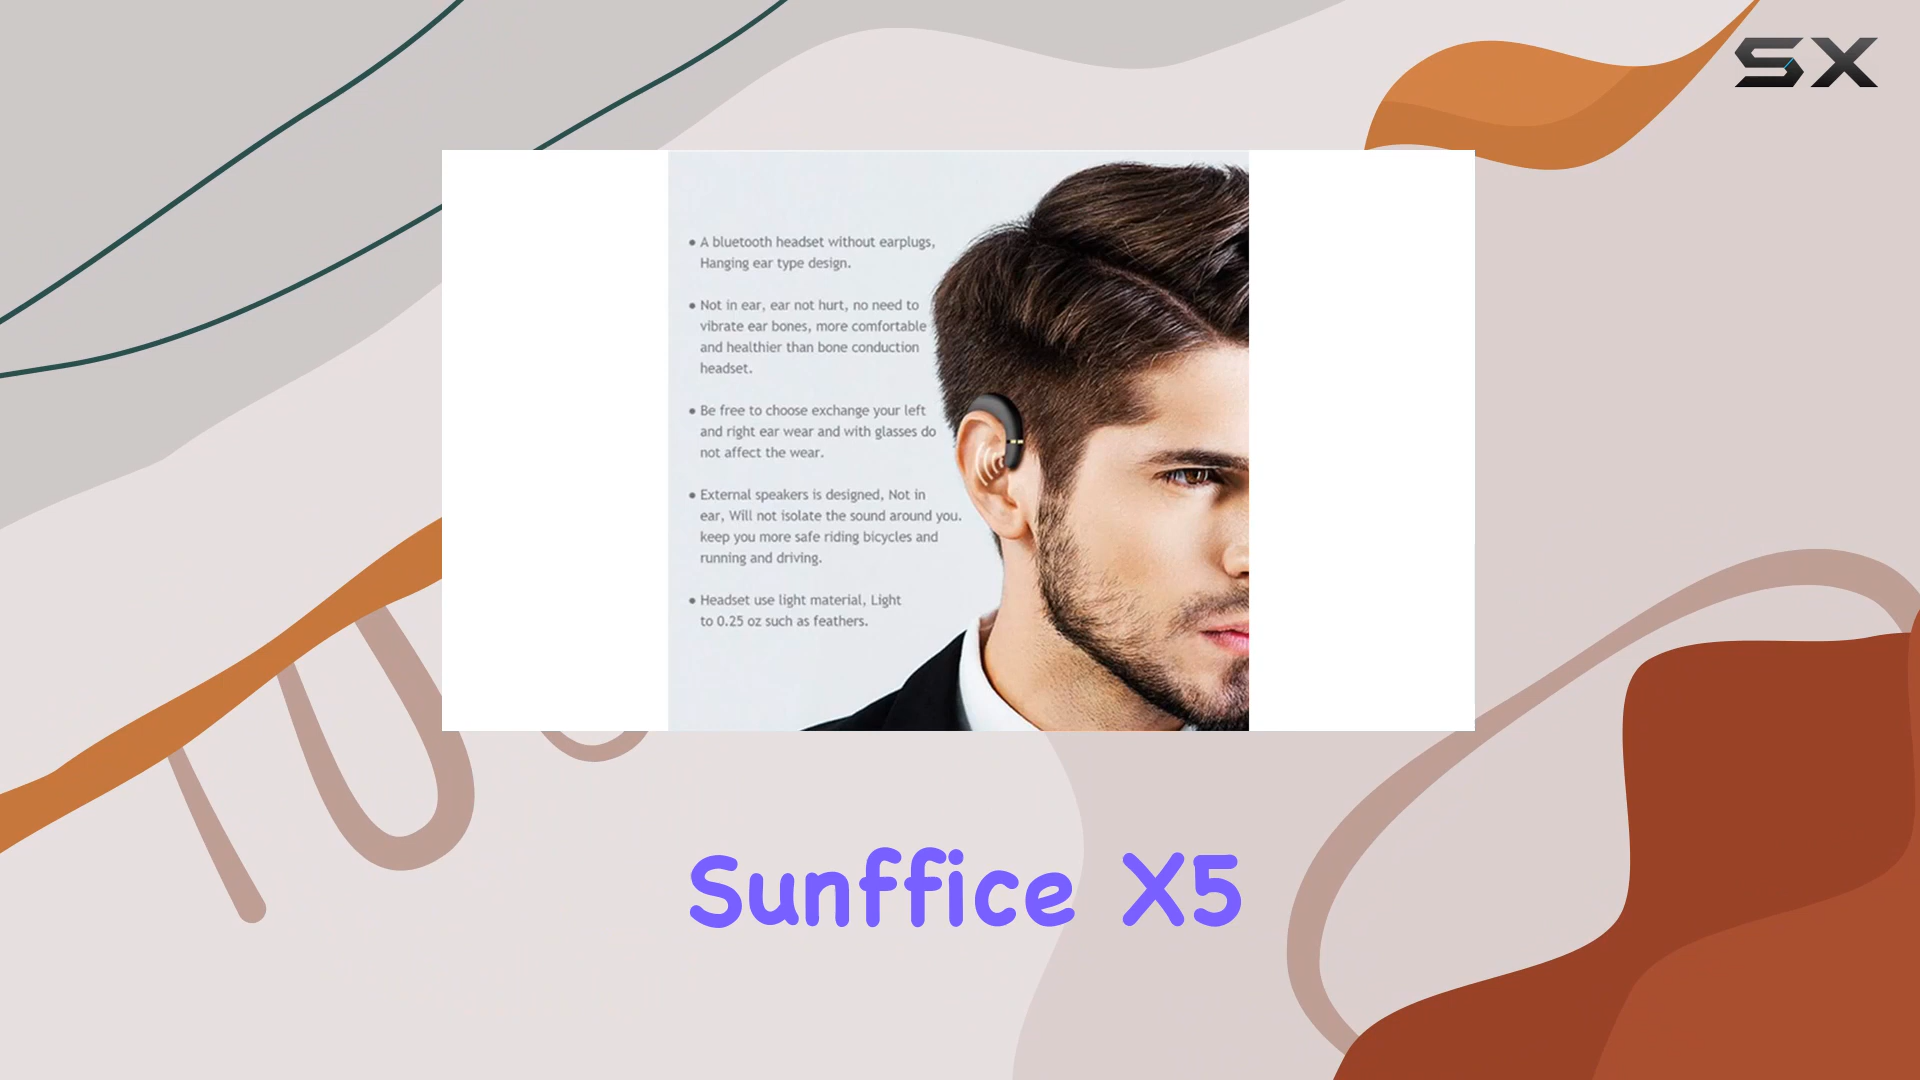 SX
• A bluetooth headset without earplugs,
Hanging ear type design.
• Not in ear, ear not hurt, no need to
vibrate ear bones, more comfortable
and healthier than bone conduction
headset.
• Be free to choose exchange your left
and right ear wear and with glasses do
not affect the wear.
• External speakers is designed, Not in
ear, Will not isolate the sound around you.
keep you more safe riding bicycles and
running and driving.
• Headset use light material, Light
to 0.25 oz such as feathers.
Sunffice X5